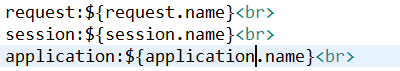 request:${request.name}<br>
session:${session.name}<br>
application:${application.name}<br>